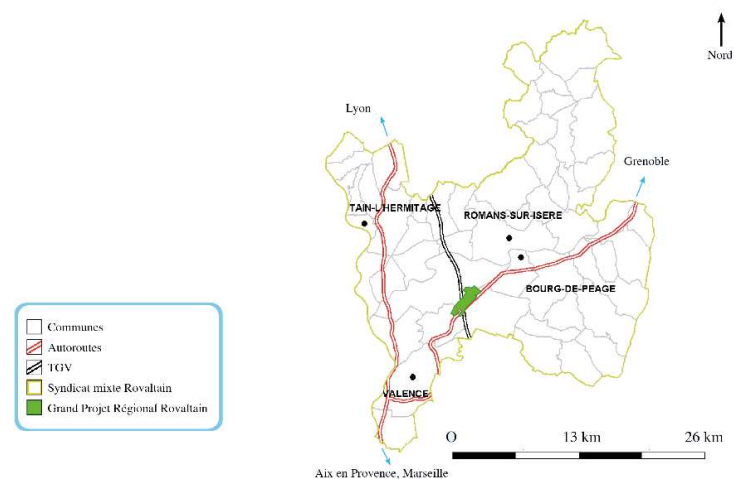 Nord
Lyon
Grenoble
TAIN-L'HERMITAGE
ROMANS-SUR-ISERE
BOURG-DE-PEAGE
Communes
Autoroutes
TGV
Syndicat mixte Rovaltain
Grand Projet Régional Rovaltain
VALENCE
O 13 km 26 km
Aix en Provence, Marseille